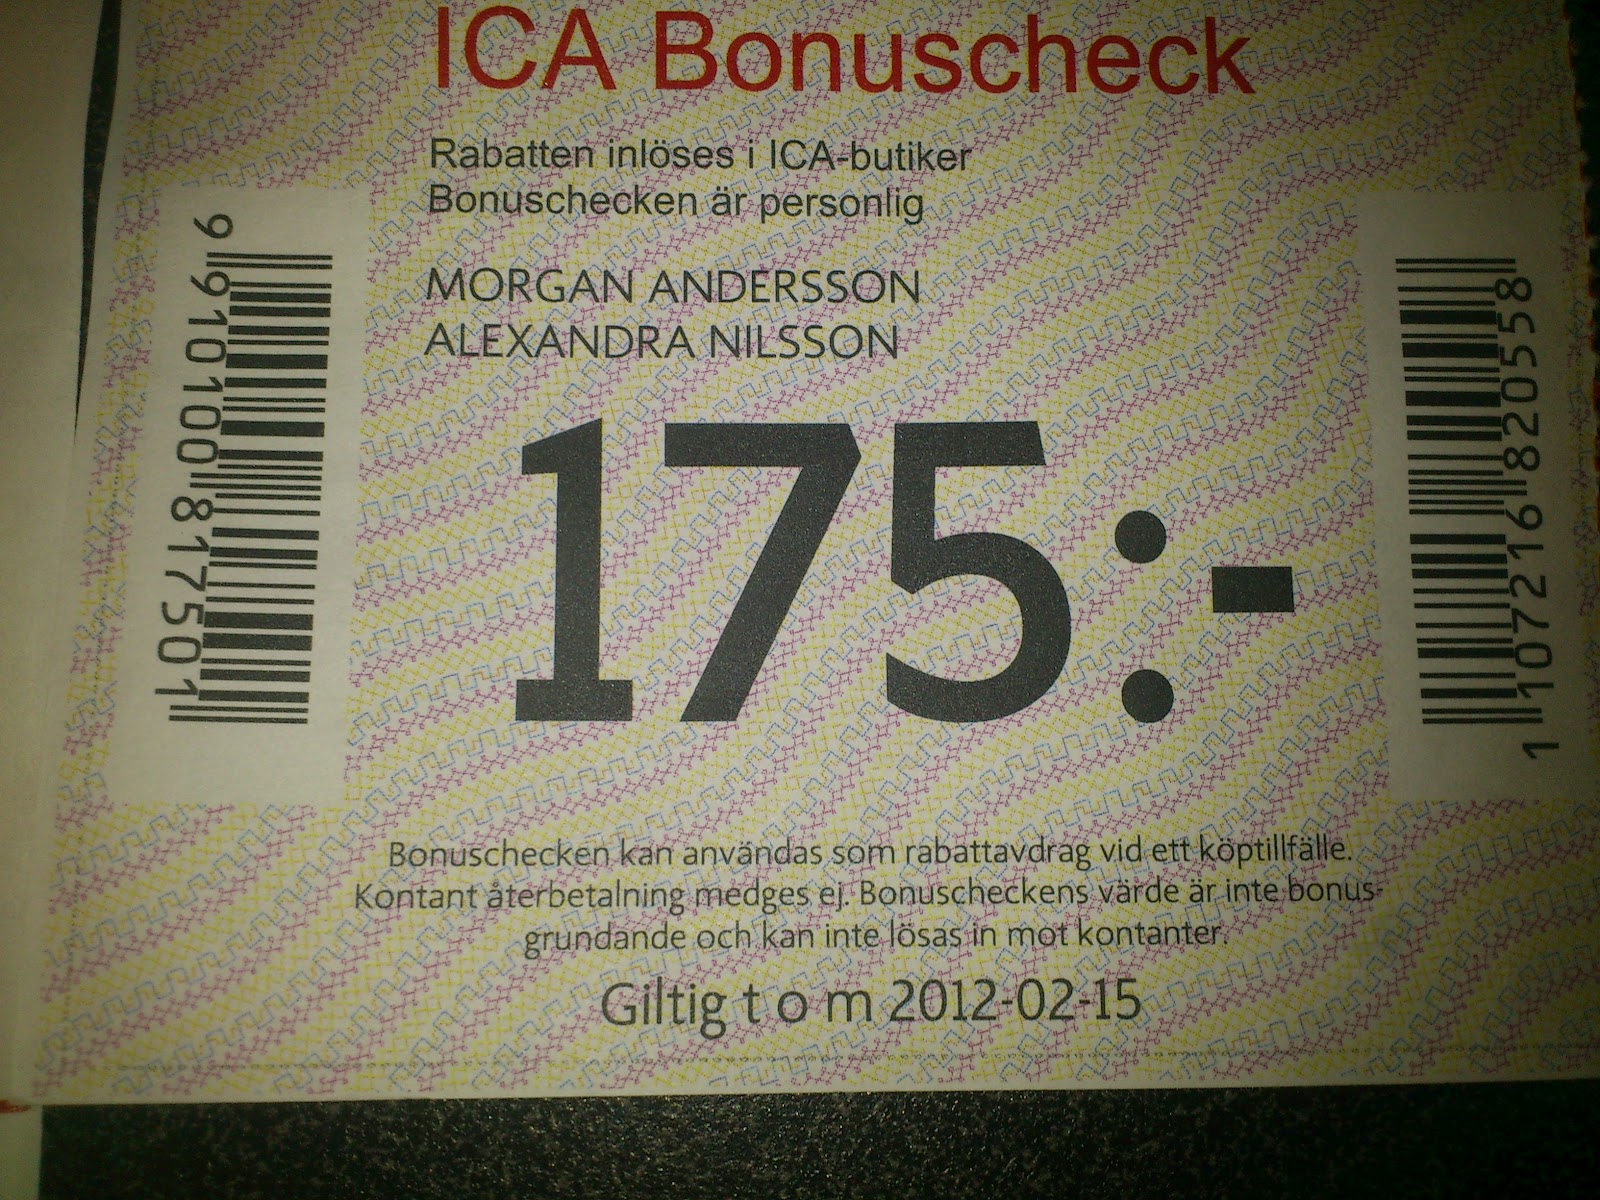 ICA Bonuscheck
Rabatten inlöses i ICA-butiker
Bonuschecken är personlig
MORGAN ANDERSSON
ALEXANDRA NILSSON
175:-
9 910100 817501
1 107216 820558
Bonuschecken kan användas som rabattavdrag vid ett köptillfälle.
Kontant återbetalning medges ej. Bonuscheckens värde är inte bonus-
grundande och kan inte lösas in mot kontanter.
Giltig t o m 2012-02-15